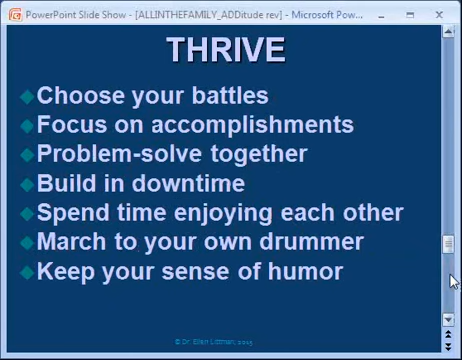 PowerPoint Slide Show - [ALLINTHEFAMILY_ADDitude rev] - Microsoft Pow...
THRIVE
Choose your battles
Focus on accomplishments
Problem-solve together
Build in downtime
Spend time enjoying each other
March to your own drummer
Keep your sense of humor
© Dr. Ellen Littman, 2015